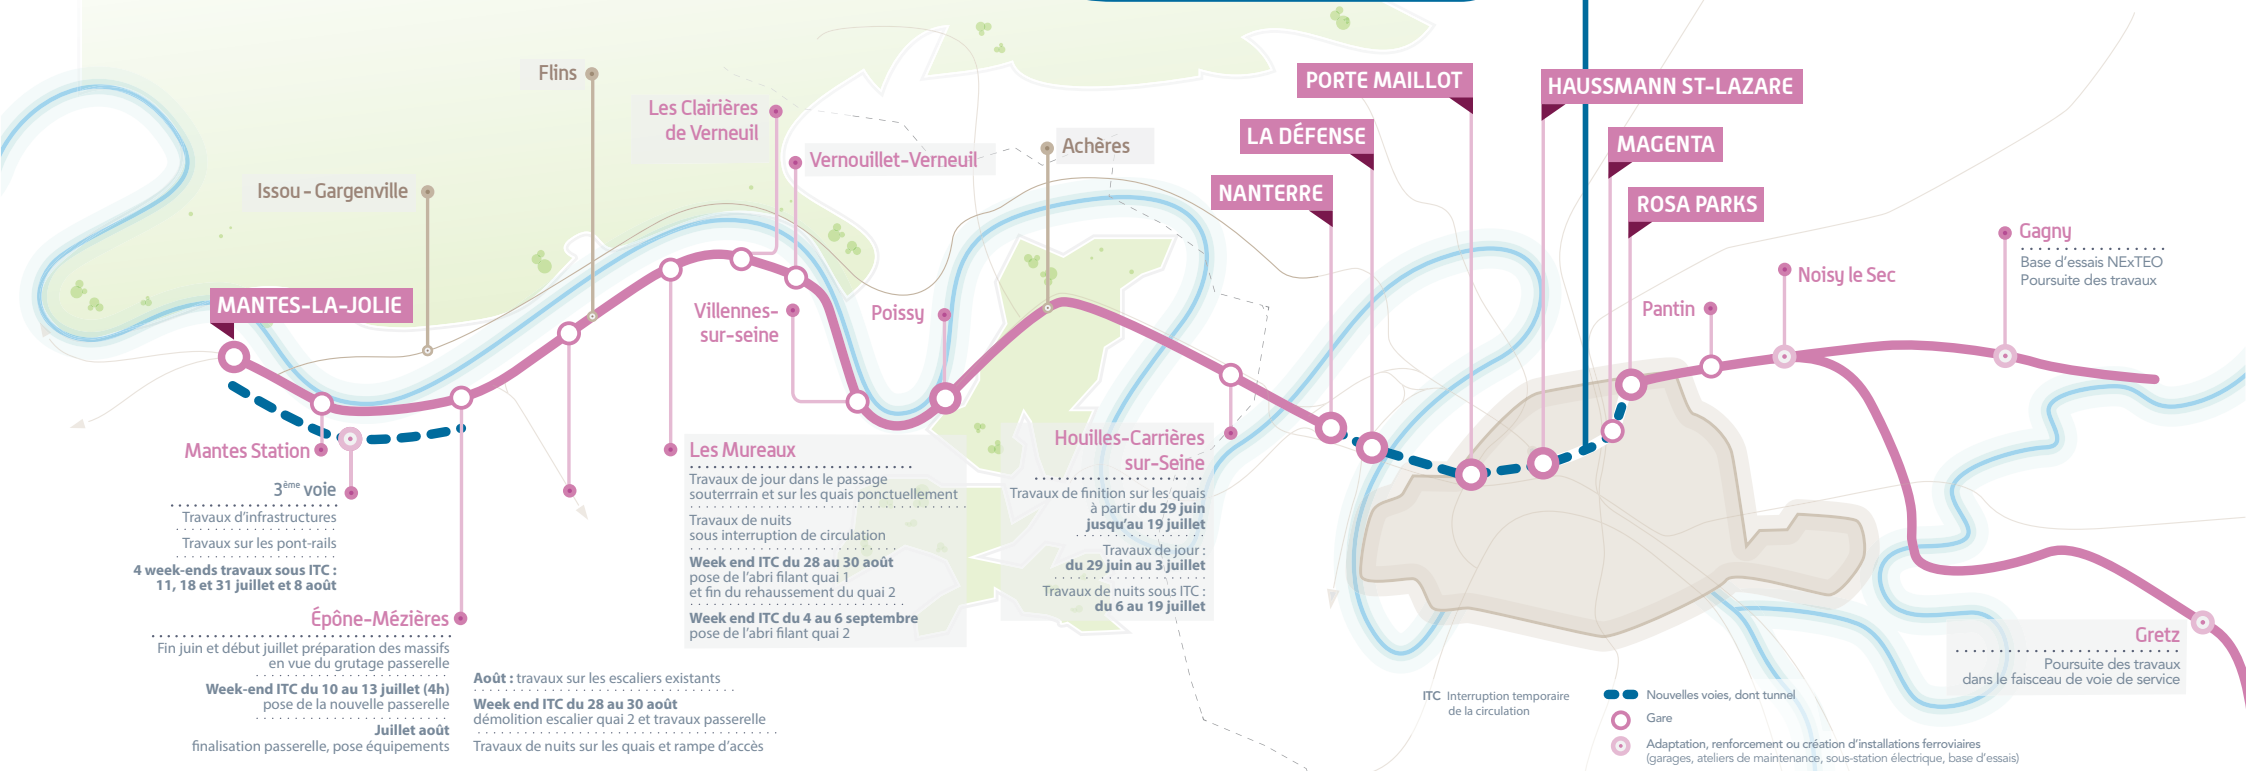 Flins
Les Clairières
de Verneuil
Vernouillet-Verneuil
Issou - Gargenville
Achères
PORTE MAILLOT
HAUSSMANN ST-LAZARE
LA DÉFENSE
MAGENTA
NANTERRE
ROSA PARKS
Gagny
Base d'essais NExTEO
Poursuite des travaux
Noisy le Sec
Pantin
MANTES-LA-JOLIE
Villennes-
sur-seine
Poissy
Mantes Station
3ème voie
Travaux d'infrastructures
Travaux sur les pont-rails
4 week-ends travaux sous ITC :
11, 18 et 31 juillet et 8 août
Épône-Mézières
Fin juin et début juillet préparation des massifs
en vue du grutage passerelle
Week-end ITC du 10 au 13 juillet (4h)
pose de la nouvelle passerelle
Juillet août
finalisation passerelle, pose équipements
Août : travaux sur les escaliers existants
Week end ITC du 28 au 30 août
démolition escalier quai 2 et travaux passerelle
Travaux de nuits sur les quais et rampe d'accès
Les Mureaux
Travaux de jour dans le passage
souterrrain et sur les quais ponctuellement
Travaux de nuits
sous interruption de circulation
Week end ITC du 28 au 30 août
pose de l'abri filant quai 1
et fin du rehaussement du quai 2
Week end ITC du 4 au 6 septembre
pose de l'abri filant quai 2
Houilles-Carrières
sur-Seine
Travaux de finition sur les quais
à partir du 29 juin
jusqu'au 19 juillet
Travaux de jour :
du 29 juin au 3 juillet
Travaux de nuits sous ITC :
du 6 au 19 juillet
Gretz
Poursuite des travaux
dans le faisceau de voie de service
ITC Interruption temporaire
de la circulation
Nouvelles voies, dont tunnel
Gare
Adaptation, renforcement ou création d'installations ferroviaires
(garages, ateliers de maintenance, sous-station électrique, base d'essais)